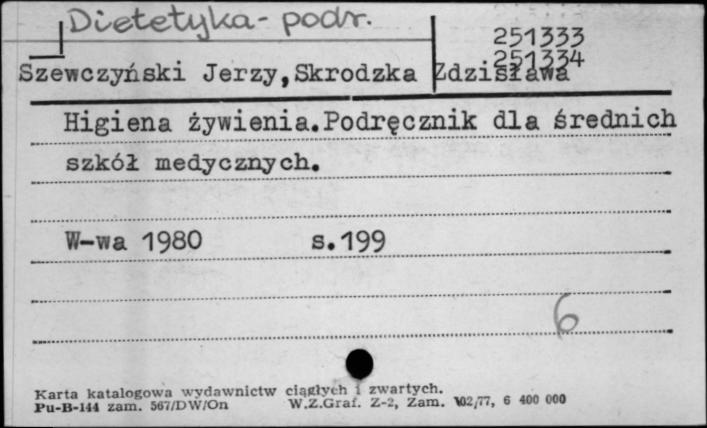 Dietetyka - podr.
251333
251334
Szewczyński Jerzy, Skrodzka Zdzisława
Higiena żywienia. Podręcznik dla średnich
szkół medycznych.
W-wa 1980 s. 199
6
Karta katalogowa wydawnictw ciągłych i zwartych.
Pu-B-144 zam. 567/DW/On W.Z.Graf. Z-2, Zam. 102/77, 6 400 000